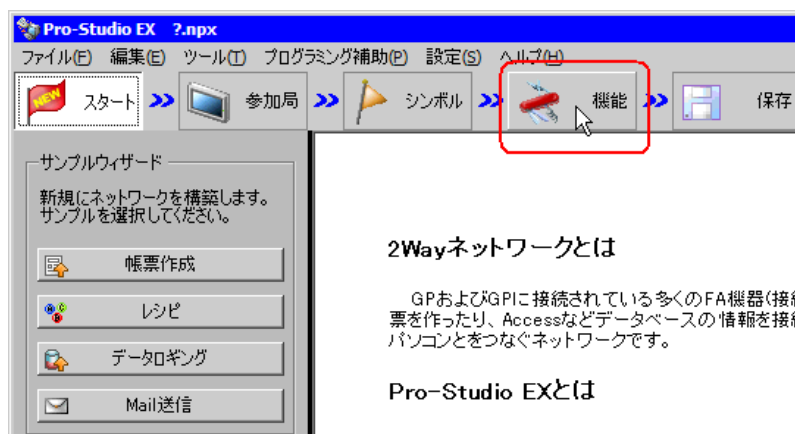 Pro-Studio EX ?.npx
ファイル(F) 編集(E) ツール(T) プログラミング補助(P) 設定(S) ヘルプ(H)
NEW スタート 参加局 シンボル 機能 保存
サンプルウィザード
新規にネットワークを構築します。
サンプルを選択してください。
帳票作成
レシピ
データロギング
Mail送信
2Wayネットワークとは
GPおよびGPIに接続されている多くのFA機器(接続
票を作ったり、Accessなどデータベースの情報を接続
パソコンとをつなぐネットワークです。
Pro-Studio EXとは